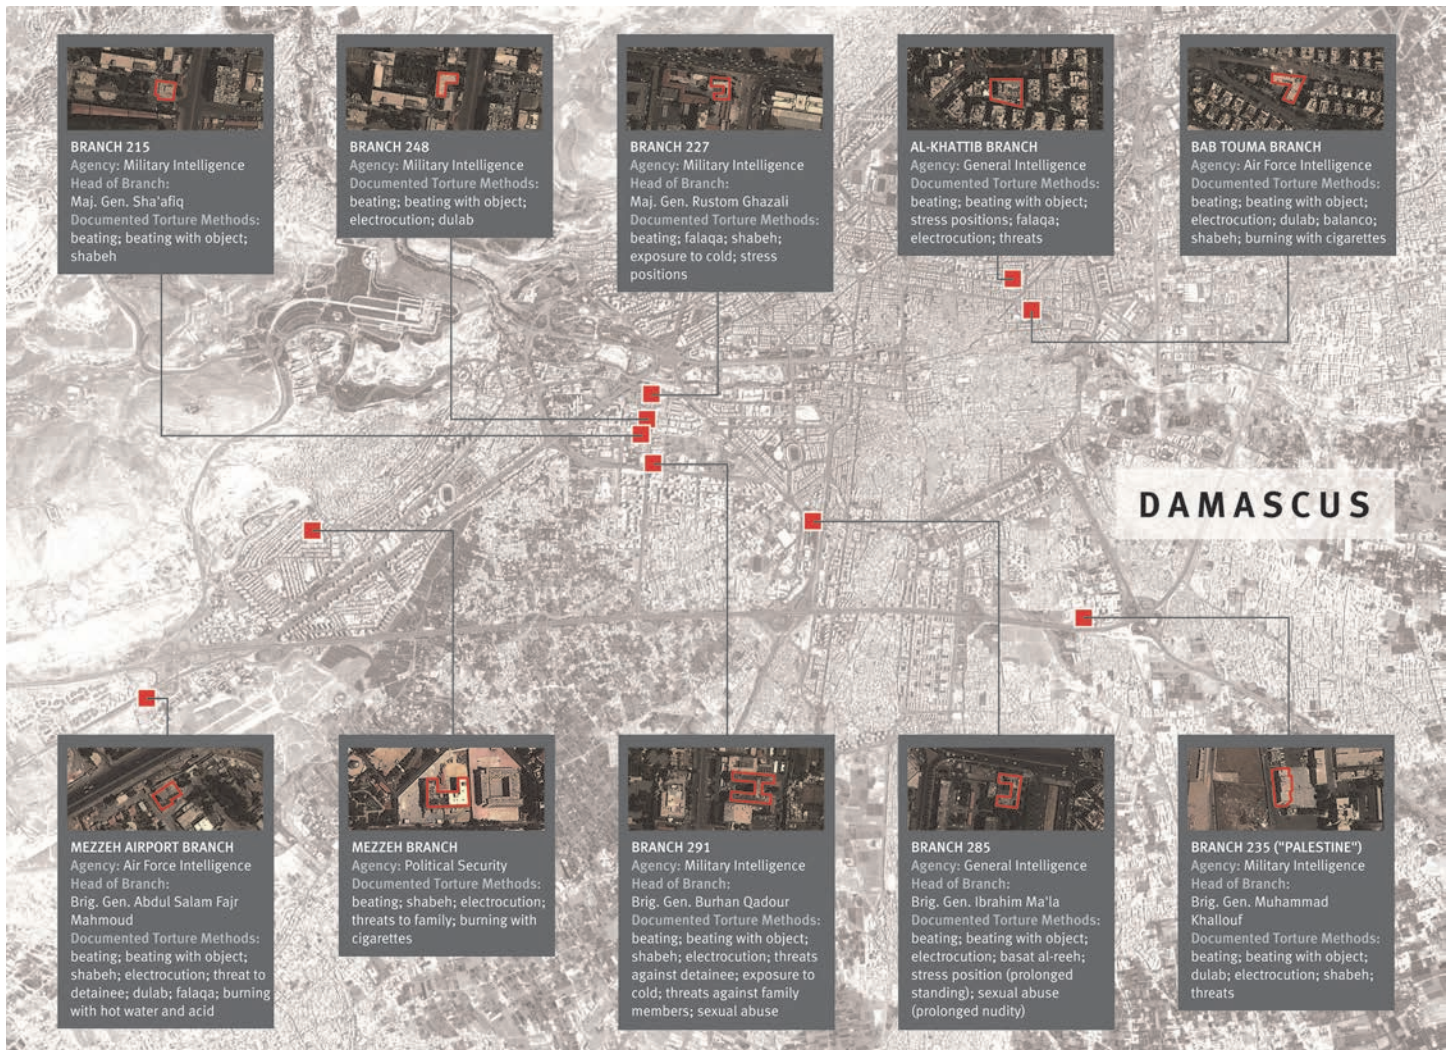 BRANCH 215
Agency: Military Intelligence
Head of Branch:
Maj. Gen. Sha'afiq
Documented Torture Methods:
beating; beating with object;
shabeh
BRANCH 248
Agency: Military Intelligence
Documented Torture Methods:
beating; beating with object;
electrocution; dulab
BRANCH 227
Agency: Military Intelligence
Head of Branch:
Maj. Gen. Rustom Ghazali
Documented Torture Methods:
beating; falaqa; shabeh;
exposure to cold; stress
positions
AL-KHATTIB BRANCH
Agency: General Intelligence
Documented Torture Methods:
beating; beating with object;
stress positions; falaqa;
electrocution; threats
BAB TOUMA BRANCH
Agency: Air Force Intelligence
Documented Torture Methods:
beating; beating with object;
electrocution; dulab; balanco;
shabeh; burning with cigarettes
DAMASCUS
MEZZEH AIRPORT BRANCH
Agency: Air Force Intelligence
Head of Branch:
Brig. Gen. Abdul Salam Fajr
Mahmoud
Documented Torture Methods:
beating; beating with object;
shabeh; electrocution; threat to
detainee; dulab; falaqa; burning
with hot water and acid
MEZZEH BRANCH
Agency: Political Security
Documented Torture Methods:
beating; shabeh; electrocution;
threats to family; burning with
cigarettes
BRANCH 291
Agency: Military Intelligence
Head of Branch:
Brig. Gen. Burhan Qadour
Documented Torture Methods:
beating; beating with object;
shabeh; electrocution; threats
against detainee; exposure to
cold; threats against family
members; sexual abuse
BRANCH 285
Agency: General Intelligence
Head of Branch:
Brig. Gen. Ibrahim Ma'la
Documented Torture Methods:
beating; beating with object;
electrocution; basat al-reeh;
stress position (prolonged
standing); sexual abuse
(prolonged nudity)
BRANCH 235 ("PALESTINE")
Agency: Military Intelligence
Head of Branch:
Brig. Gen. Muhammad
Khallouf
Documented Torture Methods:
beating; beating with object;
dulab; electrocution; shabeh;
threats